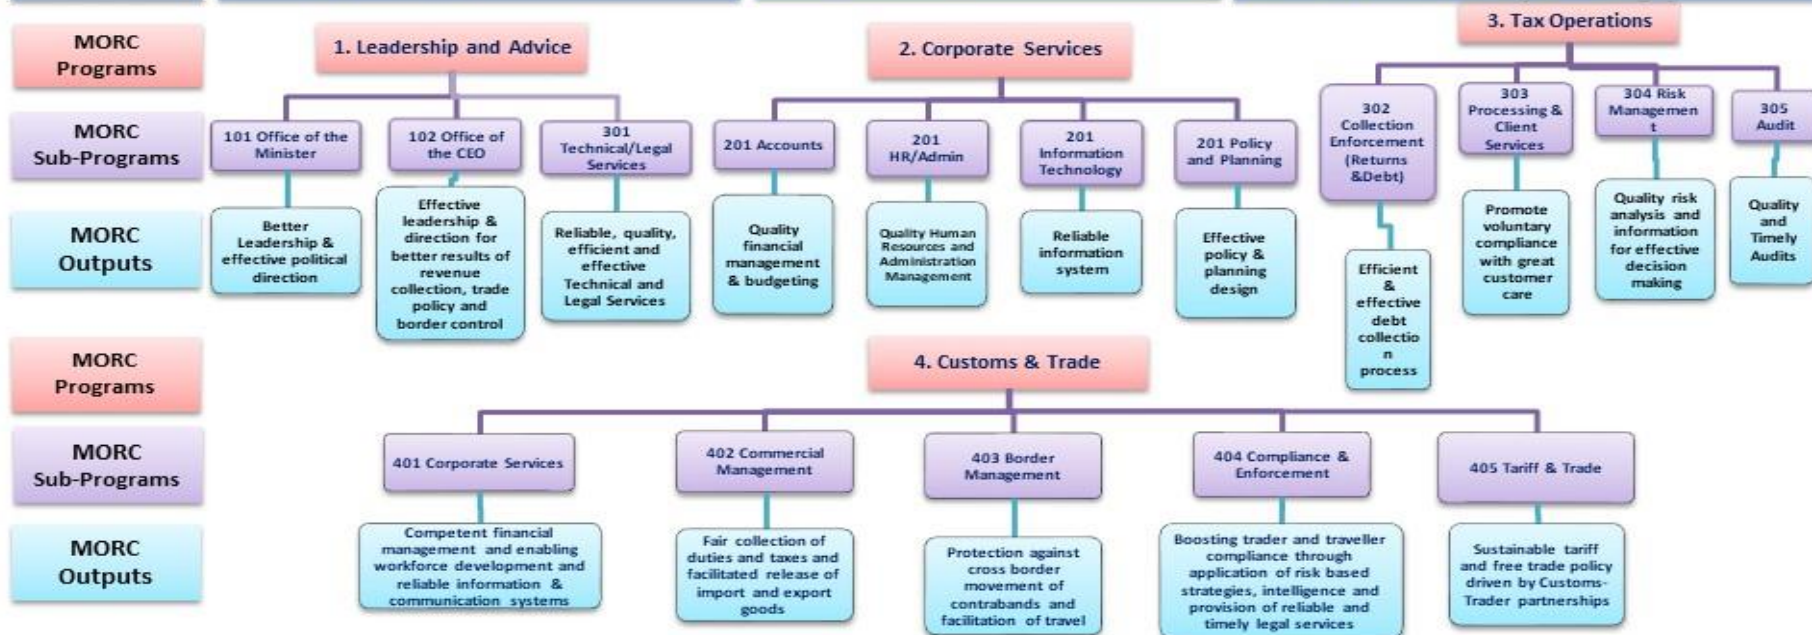 MORC
Programs
1. Leadership and Advice
2. Corporate Services
3. Tax Operations
MORC
Sub-Programs
101 Office of the
Minister
102 Office of
the CEO
301
Technical/Legal
Services
201 Accounts
201
HR/Admin
201
Information
Technology
201 Policy
and Planning
302
Collection
Enforcement
(Returns
&Debt)
303
Processing &
Client
Services
304 Risk
Managemen
t
305
Audit
MORC
Outputs
Better
Leadership &
effective political
direction
Effective
leadership &
direction for
better results of
revenue
collection, trade
policy and
border control
Reliable, quality,
efficient and
effective
Technical and
Legal Services
Quality
financial
management
& budgeting
Quality Human
Resources and
Administration
Management
Reliable
information
system
Effective
policy &
planning
design
Efficient
&
effective
debt
collectio
n
process
Promote
voluntary
compliance
with great
customer
care
Quality risk
analysis and
information
for effective
decision
making
Quality
and
Timely
Audits
MORC
Programs
4. Customs & Trade
MORC
Sub-Programs
401 Corporate Services
402 Commercial
Management
403 Border
Management
404 Compliance &
Enforcement
405 Tariff & Trade
MORC
Outputs
Competent financial
management and enabling
workforce development and
reliable information &
communication systems
Fair collection of
duties and taxes and
facilitated release of
import and export
goods
Protection against
cross border
movement of
contrabands and
facilitation of travel
Boosting trader and traveller
compliance through
application of risk based
strategies, intelligence and
provision of reliable and
timely legal services
Sustainable tariff
and free trade policy
driven by Customs-
Trader partnerships